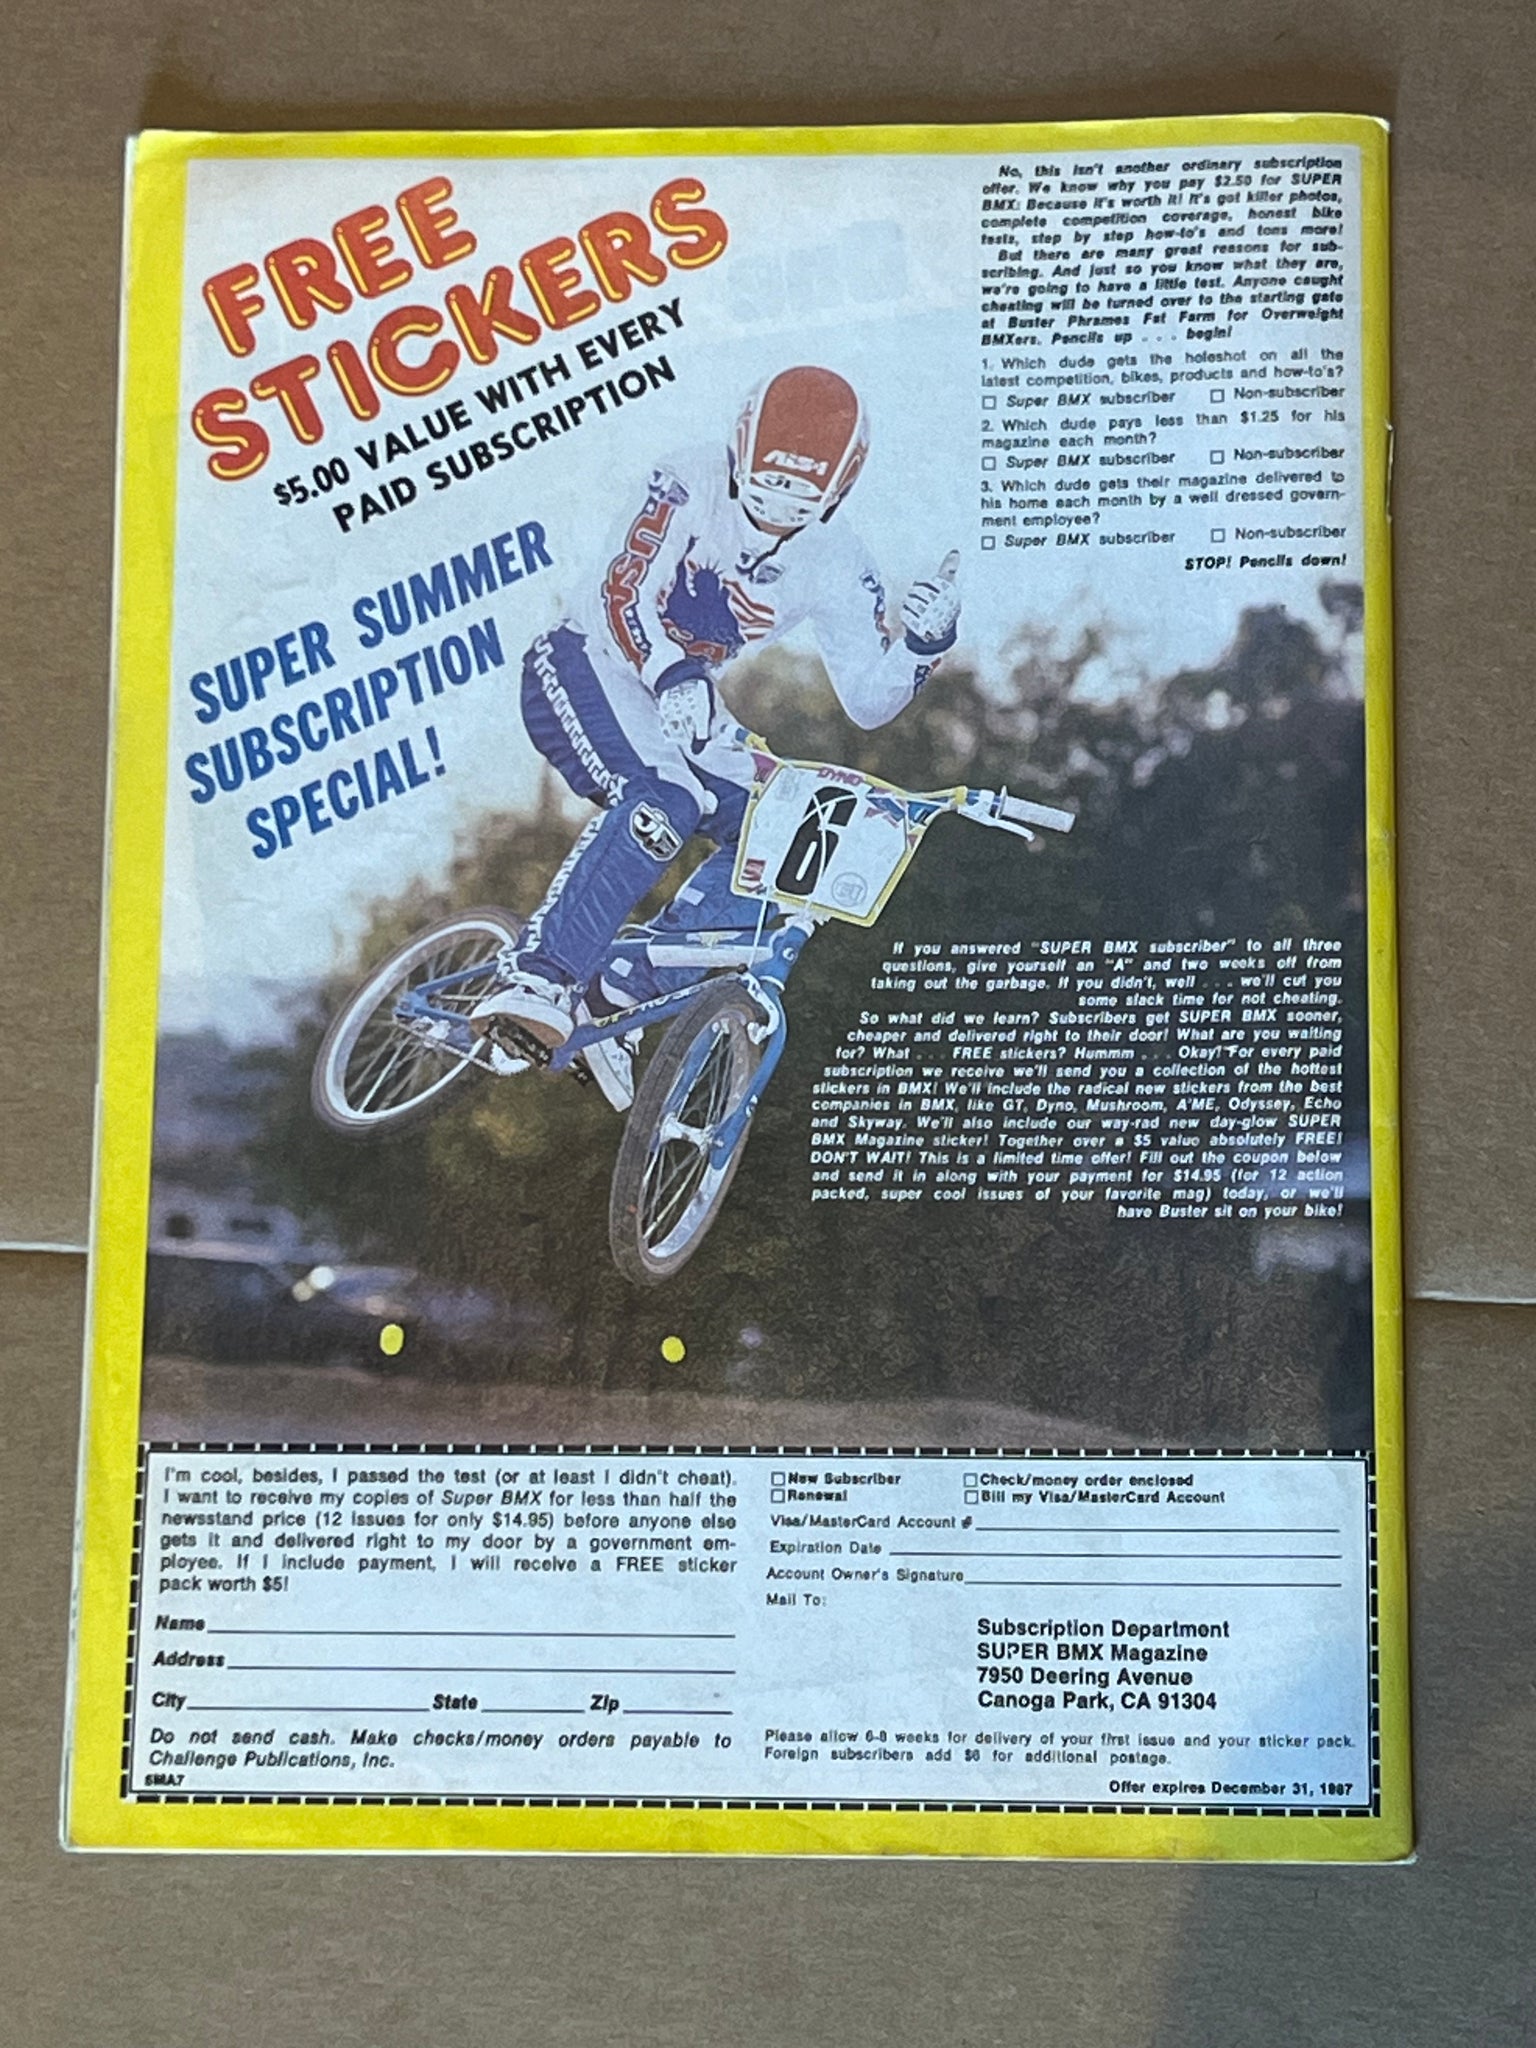 FREE
STICKERS
$5.00 VALUE WITH EVERY
PAID SUBSCRIPTION
SUPER SUMMER
SUBSCRIPTION
SPECIAL!
No, this isn't another ordinary subscription
offer. We know why you pay $2.50 for SUPER
BMX: Because it's worth it! It's got killer photos,
complete competition coverage, honest bike
tests, step by step how-to's and tons more!
But there are many great reasons for sub-
scribing. And just so you know what they are,
we're going to have a little test. Anyone caught
cheating will be turned over to the starting gate
at Buster Phrames Fat Farm for Overweight
BMXers. Pencils up . . . begin!
1. Which dude gets the holeshot on all the
latest competition, bikes, products and how-to's?
Super BMX subscriber Non-subscriber
2. Which dude pays less than $1.25 for his
magazine each month?
Super BMX subscriber Non-subscriber
3. Which dude gets their magazine delivered to
his home each month by a well dressed govern-
ment employee?
Super BMX subscriber Non-subscriber
STOP! Pencils down!
USA
JT
DYNO
6
If you answered "SUPER BMX subscriber" to all three
questions, give yourself an "A" and two weeks off from
taking out the garbage. If you didn't, well . . . we'll cut you
some slack time for not cheating.
So what did we learn? Subscribers get SUPER BMX sooner,
cheaper and delivered right to their door! What are you waiting
for? What . . . FREE stickers? Hummm . . . Okay! For every paid
subscription we receive we'll send you a collection of the hottest
stickers in BMX! We'll include the radical new stickers from the best
companies in BMX, like GT, Dyno, Mushroom, A'ME, Odyssey, Echo
and Skyway. We'll also include our way-rad new day-glow SUPER
BMX Magazine sticker! Together over a $5 value absolutely FREE!
DON'T WAIT! This is a limited time offer! Fill out the coupon below
and send it in along with your payment for $14.95 (for 12 action
packed, super cool issues of your favorite mag) today, or we'll
have Buster sit on your bike!
I'm cool, besides, I passed the test (or at least I didn't cheat).
I want to receive my copies of Super BMX for less than half the
newsstand price (12 issues for only $14.95) before anyone else
gets it and delivered right to my door by a government em-
ployee. If I include payment, I will receive a FREE sticker
pack worth $5!
Name
Address
City State Zip
Do not send cash. Make checks/money orders payable to
Challenge Publications, Inc.
SMA7
New Subscriber Check/money order enclosed
Renewal Bill my Visa/MasterCard Account
Visa/MasterCard Account #
Expiration Date
Account Owner's Signature
Mail To:
Subscription Department
SUPER BMX Magazine
7950 Deering Avenue
Canoga Park, CA 91304
Please allow 6-8 weeks for delivery of your first issue and your sticker pack.
Foreign subscribers add $6 for additional postage.
Offer expires December 31, 1987